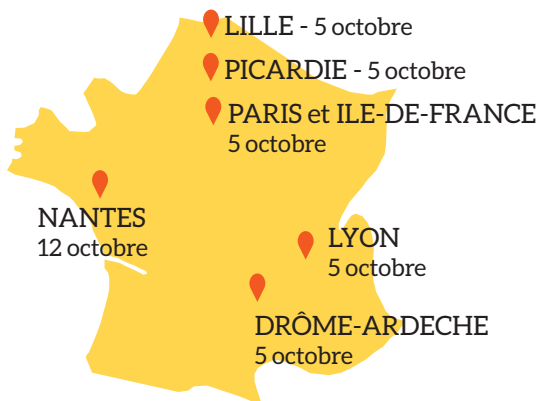 LILLE - 5 octobre
PICARDIE - 5 octobre
PARIS et ILE-DE-FRANCE
5 octobre
NANTES
12 octobre
LYON
5 octobre
DRÔME-ARDECHE
5 octobre